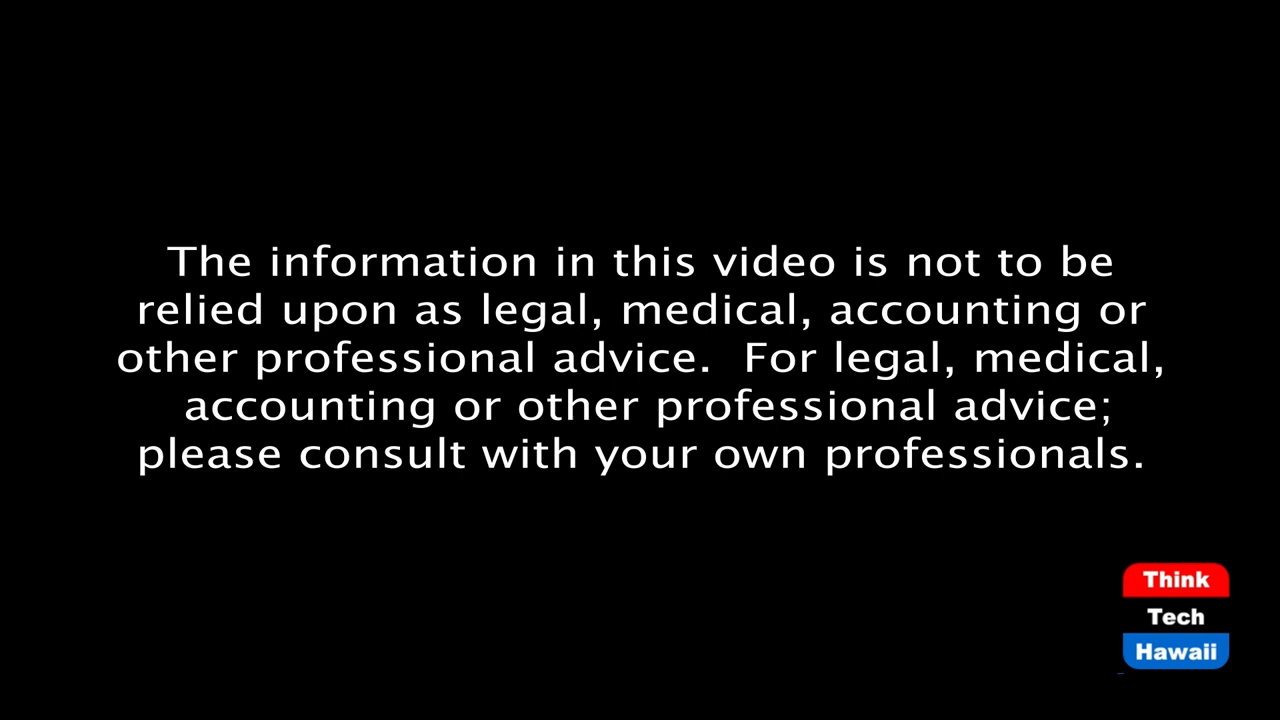 The information in this video is not to be
relied upon as legal, medical, accounting or
other professional advice.  For legal, medical,
accounting or other professional advice;
please consult with your own professionals.
Think
Tech
Hawaii